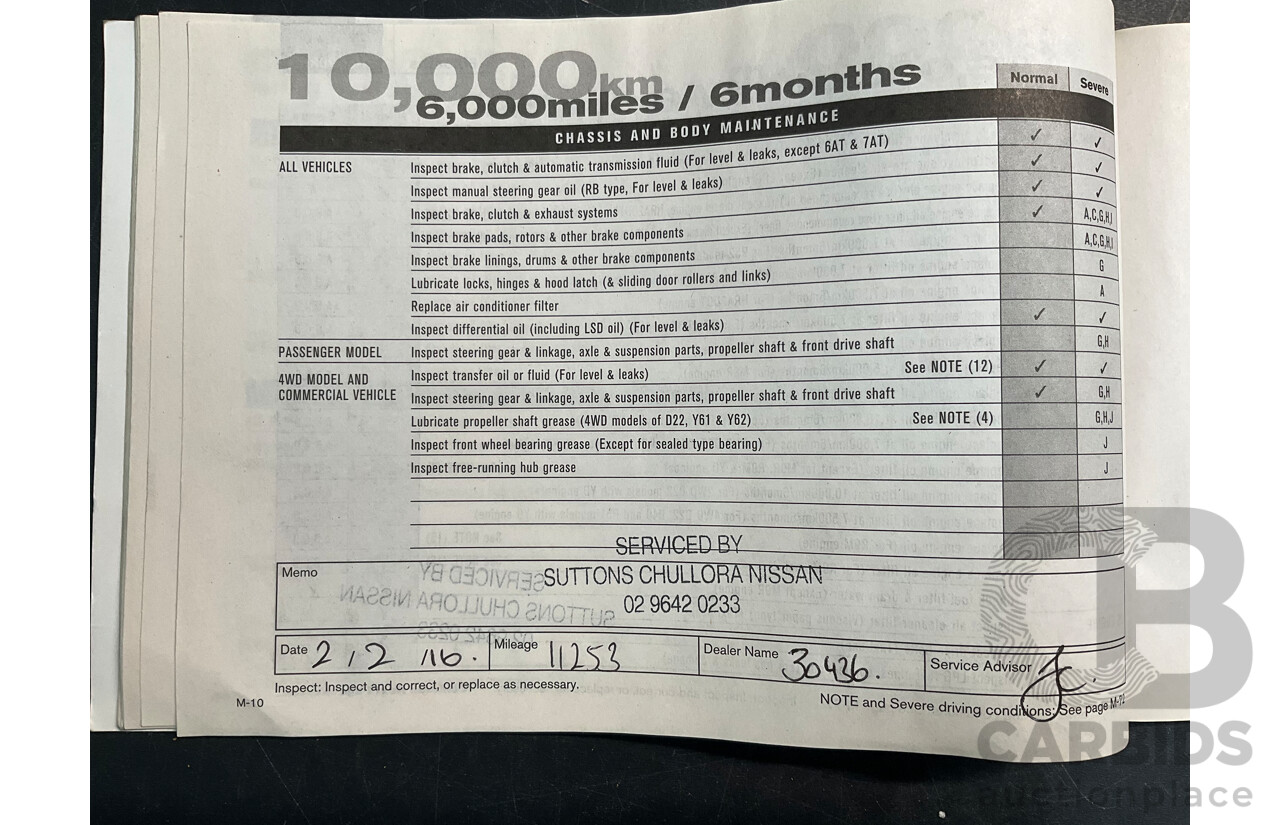 10,000km
6,000miles / 6months
Normal Severe
CHASSIS AND BODY MAINTENANCE
ALL VEHICLES Inspect brake, clutch & automatic transmission fluid (For level & leaks, except 6AT & 7AT) ✓ ✓
Inspect manual steering gear oil (RB type, For level & leaks) ✓ ✓
Inspect brake, clutch & exhaust systems ✓ ✓
Inspect brake pads, rotors & other brake components ✓ A,C,G,H,I
Inspect brake linings, drums & other brake components A,C,G,H,I
Lubricate locks, hinges & hood latch (& sliding door rollers and links) G
Replace air conditioner filter A
Inspect differential oil (including LSD oil) (For level & leaks) ✓ ✓
PASSENGER MODEL Inspect steering gear & linkage, axle & suspension parts, propeller shaft & front drive shaft G,H
4WD MODEL AND COMMERCIAL VEHICLE Inspect transfer oil or fluid (For level & leaks) See NOTE (12) ✓ ✓
Inspect steering gear & linkage, axle & suspension parts, propeller shaft & front drive shaft ✓ G,H
Lubricate propeller shaft grease (4WD models of D22, Y61 & Y62) See NOTE (4) G,H,J
Inspect front wheel bearing grease (Except for sealed type bearing) J
Inspect free-running hub grease J
SERVICED BY
Memo SUTTONS CHULLORA NISSAN
02 9642 0233
Date 2/2/16. Mileage 11253 Dealer Name 30436. Service Advisor
Inspect: Inspect and correct, or replace as necessary.
M-10 NOTE and Severe driving conditions: See page
CARBIDS
auctionplace